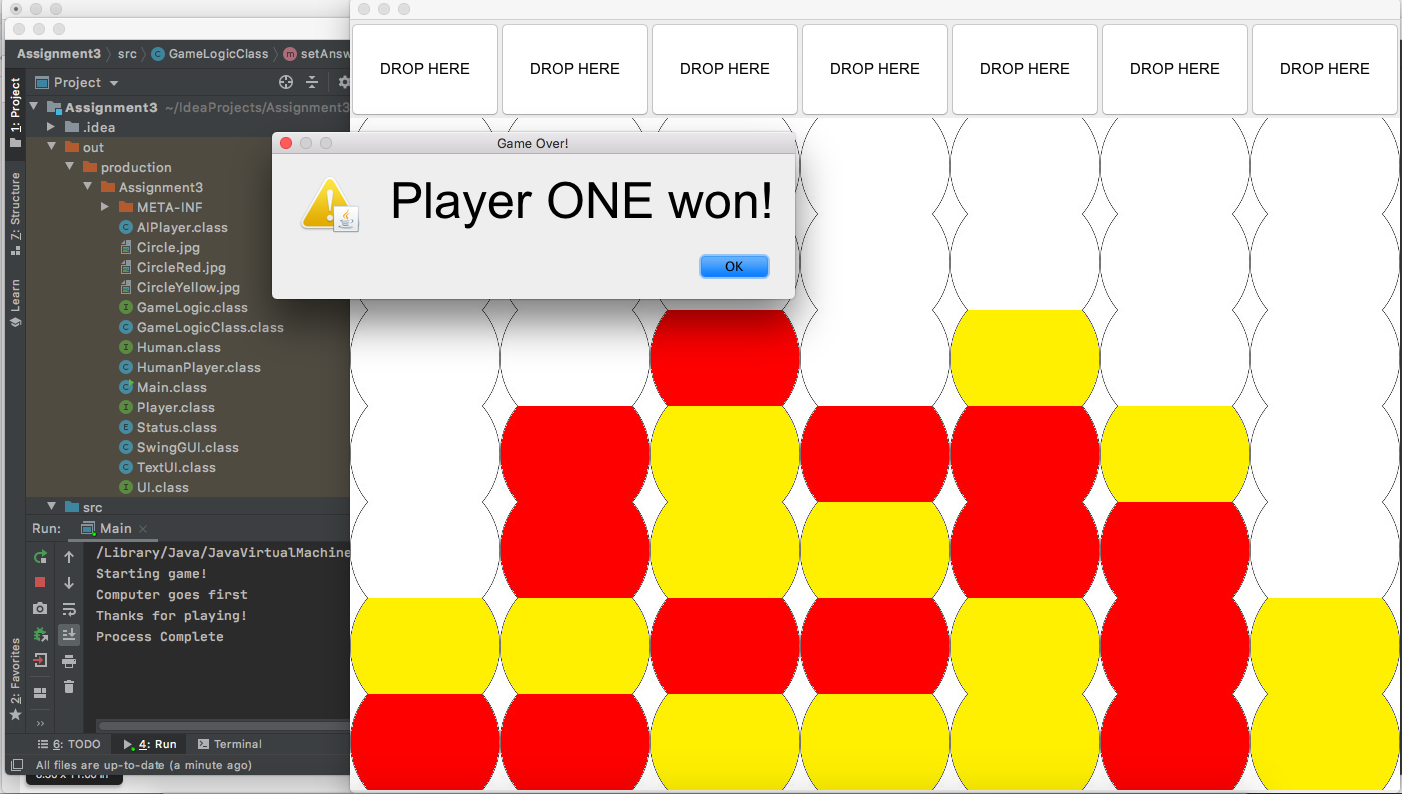 Assignment3 src GameLogicClass setAnsw
Project
Assignment3 ~/IdeaProjects/Assignment3
.idea
out
production
Assignment3
META-INF
AIPlayer.class
Circle.jpg
CircleRed.jpg
CircleYellow.jpg
GameLogic.class
GameLogicClass.class
Human.class
HumanPlayer.class
Main.class
Player.class
Status.class
SwingGUI.class
TextUI.class
UI.class
src
1: Project
Z: Structure
Learn
2: Favorites
Run: Main
/Library/Java/JavaVirtualMachine
Starting game!
Computer goes first
Thanks for playing!
Process Complete
6: TODO 4: Run Terminal
All files are up-to-date (a minute ago)
DROP HERE DROP HERE DROP HERE DROP HERE DROP HERE DROP HERE DROP HERE
Game Over!
Player ONE won!
OK